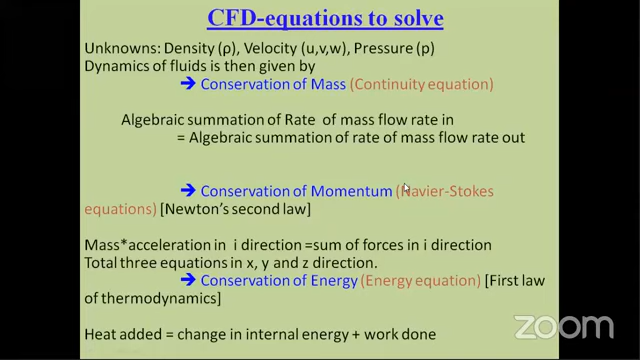 CFD-equations to solve
Unknowns: Density (ρ), Velocity (u,v,w), Pressure (p)
Dynamics of fluids is then given by
➔ Conservation of Mass (Continuity equation)
Algebraic summation of Rate of mass flow rate in
= Algebraic summation of rate of mass flow rate out
➔ Conservation of Momentum (Navier-Stokes
equations) [Newton's second law]
Mass*acceleration in i direction =sum of forces in i direction
Total three equations in x, y and z direction.
➔ Conservation of Energy (Energy equation) [First law
of thermodynamics]
Heat added = change in internal energy + work done
zoom